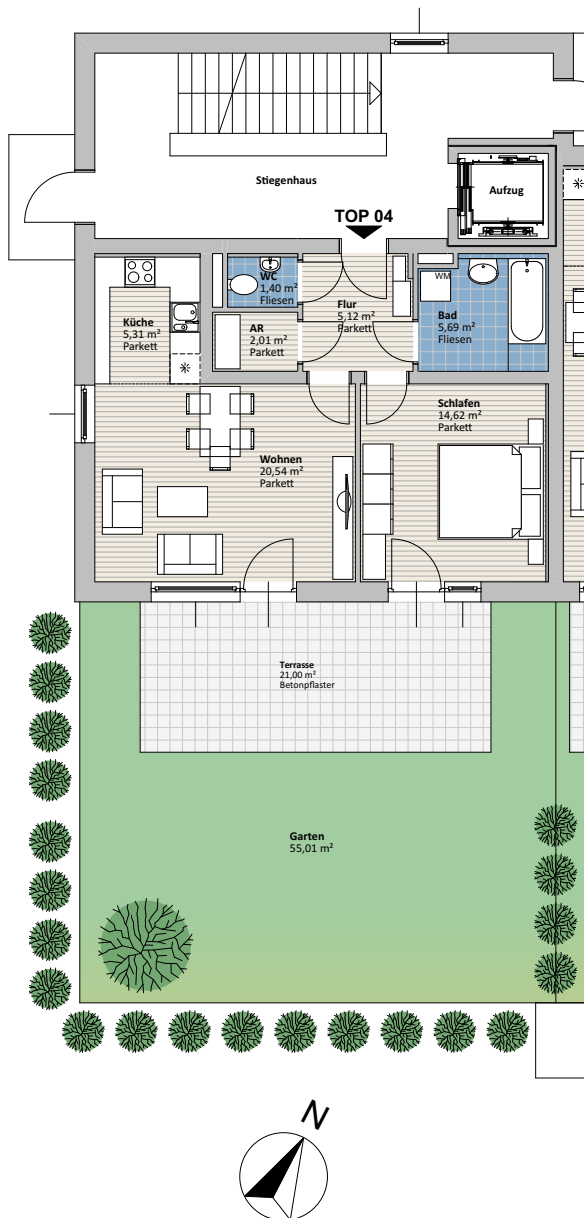 Stiegenhaus
Aufzug
TOP 04
WC
1,40 m²
Fliesen
Flur
5,12 m²
Parkett
WM
Küche
5,31 m²
Parkett
AR
2,01 m²
Parkett
Bad
5,69 m²
Fliesen
Schlafen
14,62 m²
Parkett
Wohnen
20,54 m²
Parkett
Terrasse
21,00 m²
Betonpflaster
Garten
55,01 m²
N